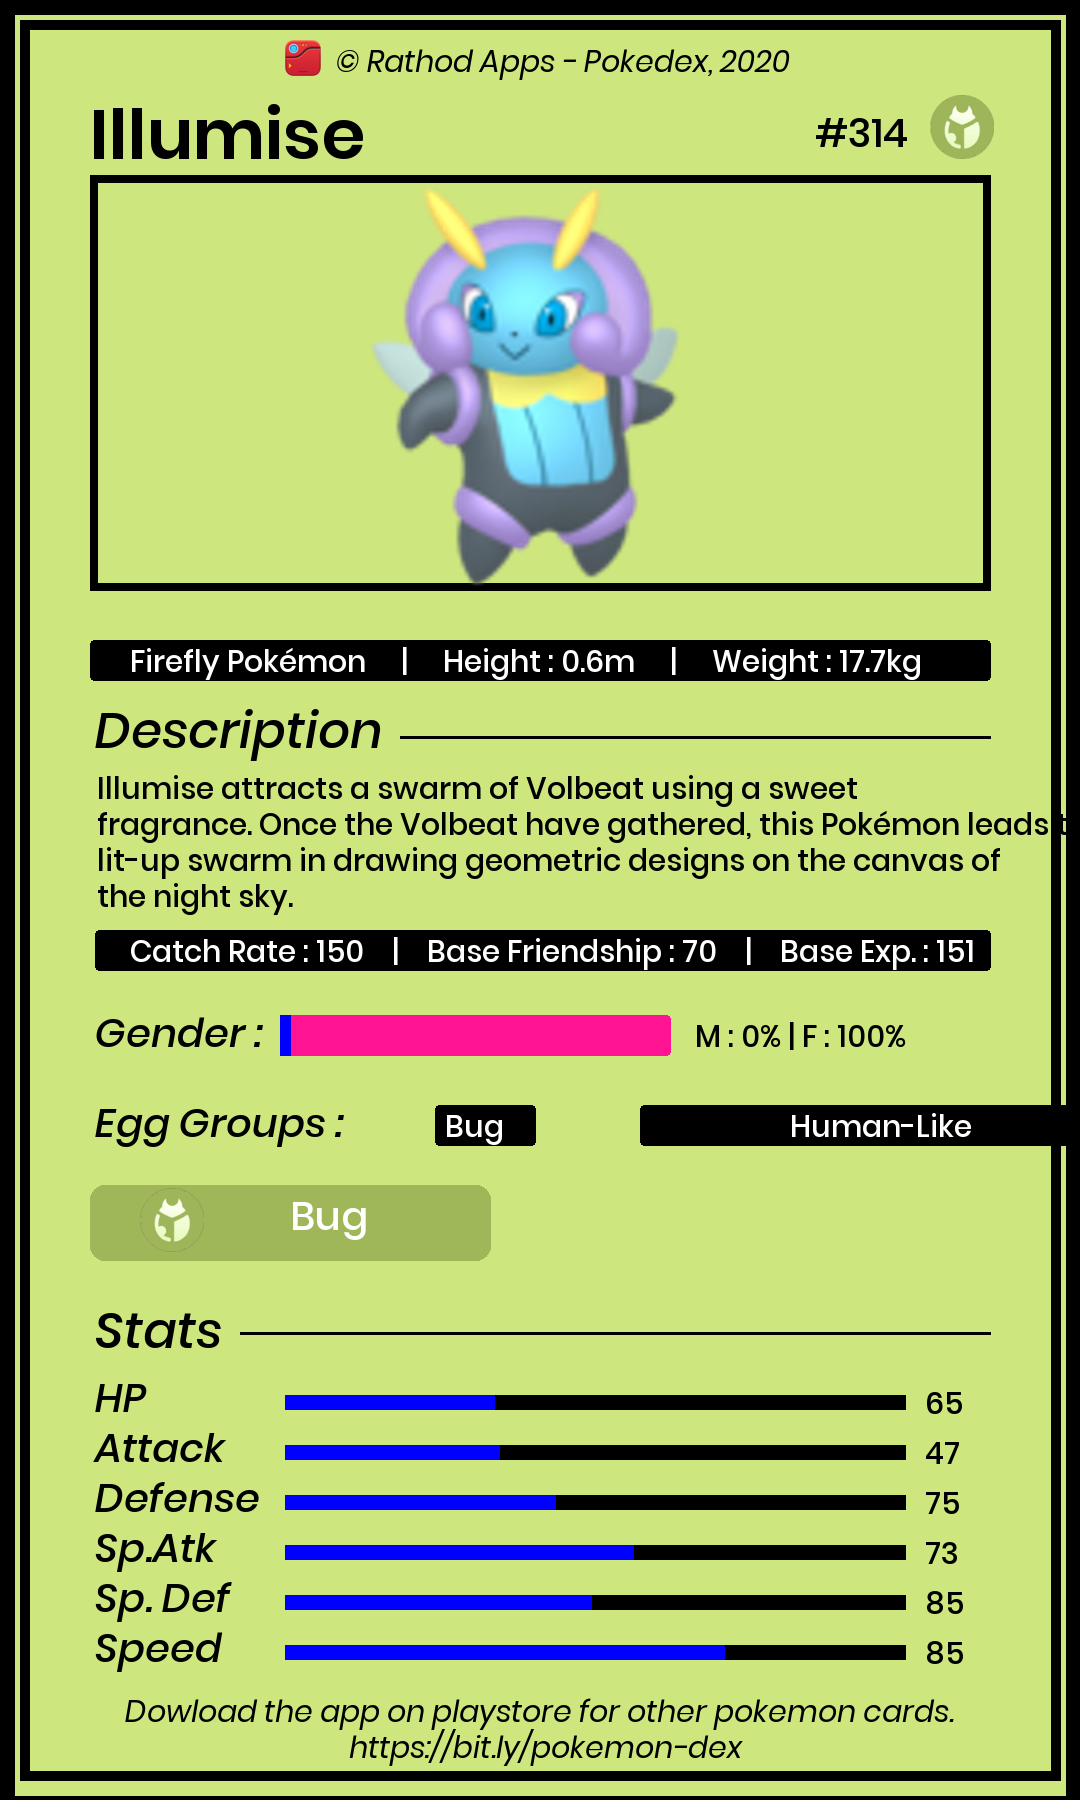 © Rathod Apps - Pokedex, 2020
Illumise
#314
Firefly Pokémon | Height : 0.6m | Weight : 17.7kg
Description
Illumise attracts a swarm of Volbeat using a sweet
fragrance. Once the Volbeat have gathered, this Pokémon leads
lit-up swarm in drawing geometric designs on the canvas of
the night sky.
Catch Rate : 150 | Base Friendship : 70 | Base Exp. : 151
Gender : M : 0% | F : 100%
Egg Groups : Bug Human-Like
Bug
Stats
HP 65
Attack 47
Defense 75
Sp.Atk 73
Sp. Def 85
Speed 85
Dowload the app on playstore for other pokemon cards.
https://bit.ly/pokemon-dex